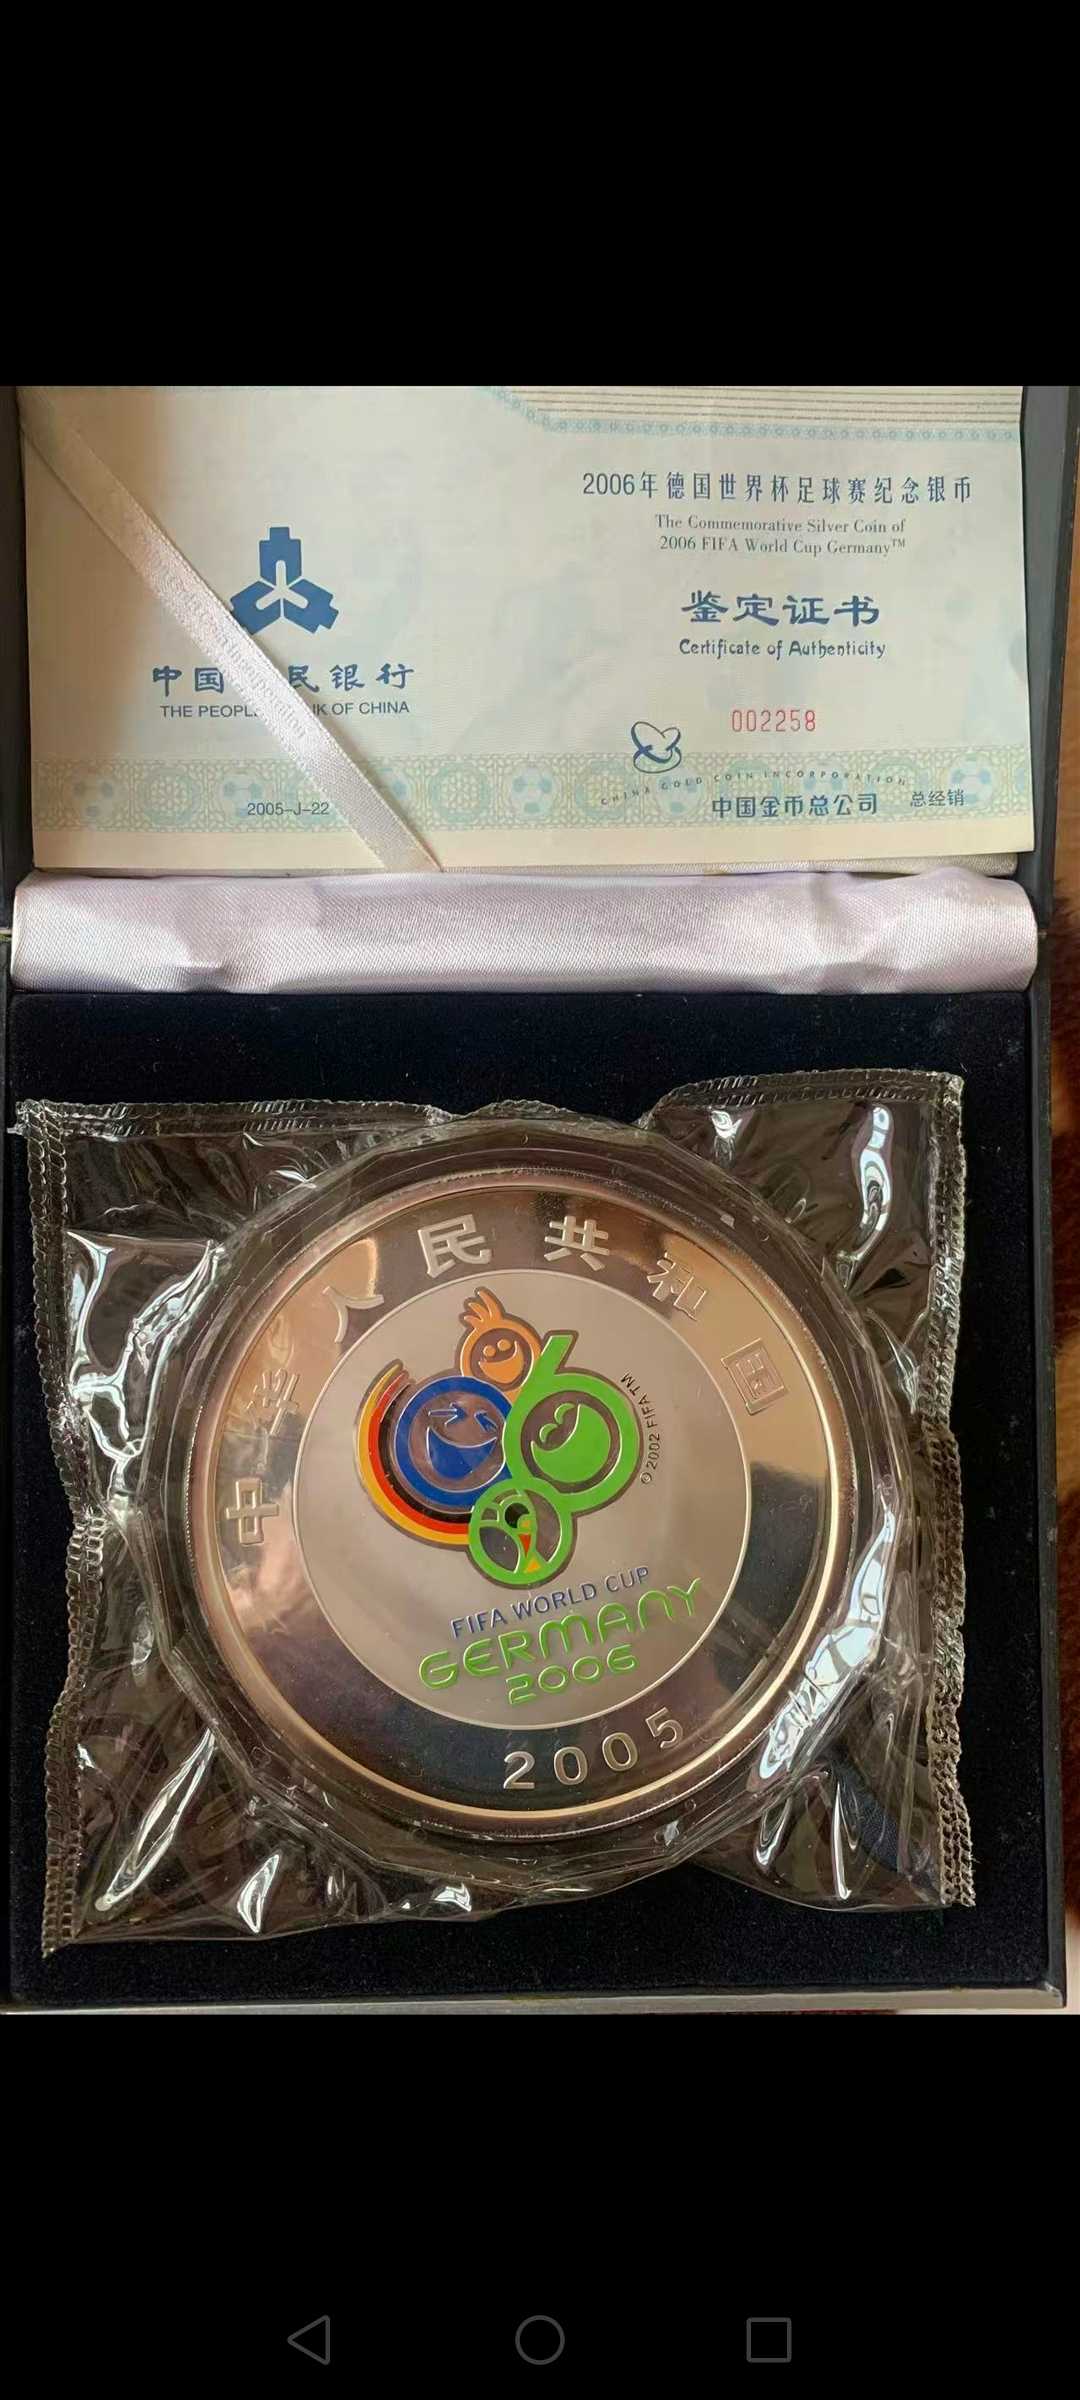 2006年德国世界杯足球赛纪念银币
The Commemorative Silver Coin of
2006 FIFA World Cup Germany™
鉴定证书
Certificate of Authenticity
002258
CHINA GOLD COIN INCORPORATION
中国金币总公司 总经销
中国 民银行
THE PEOPL K OF CHINA
2005-J-22
中华人民共和国
© 2002 FIFA TM
FIFA WORLD CUP
GERMANY
2006
2005